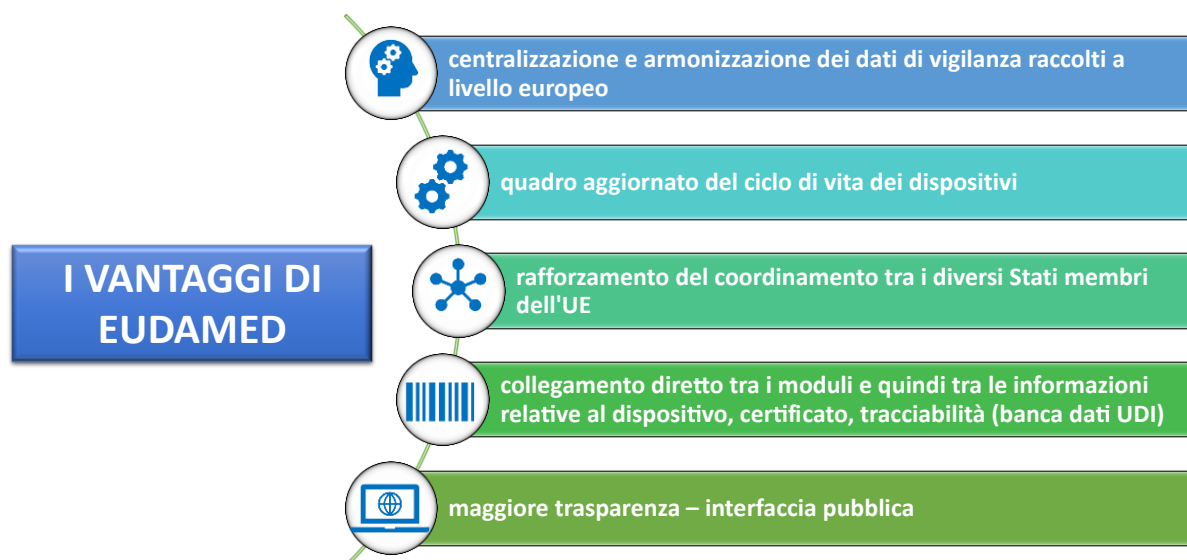 I VANTAGGI DI
EUDAMED
centralizzazione e armonizzazione dei dati di vigilanza raccolti a
livello europeo
quadro aggiornato del ciclo di vita dei dispositivi
rafforzamento del coordinamento tra i diversi Stati membri
dell'UE
collegamento diretto tra i moduli e quindi tra le informazioni
relative al dispositivo, certificato, tracciabilità (banca dati UDI)
maggiore trasparenza – interfaccia pubblica